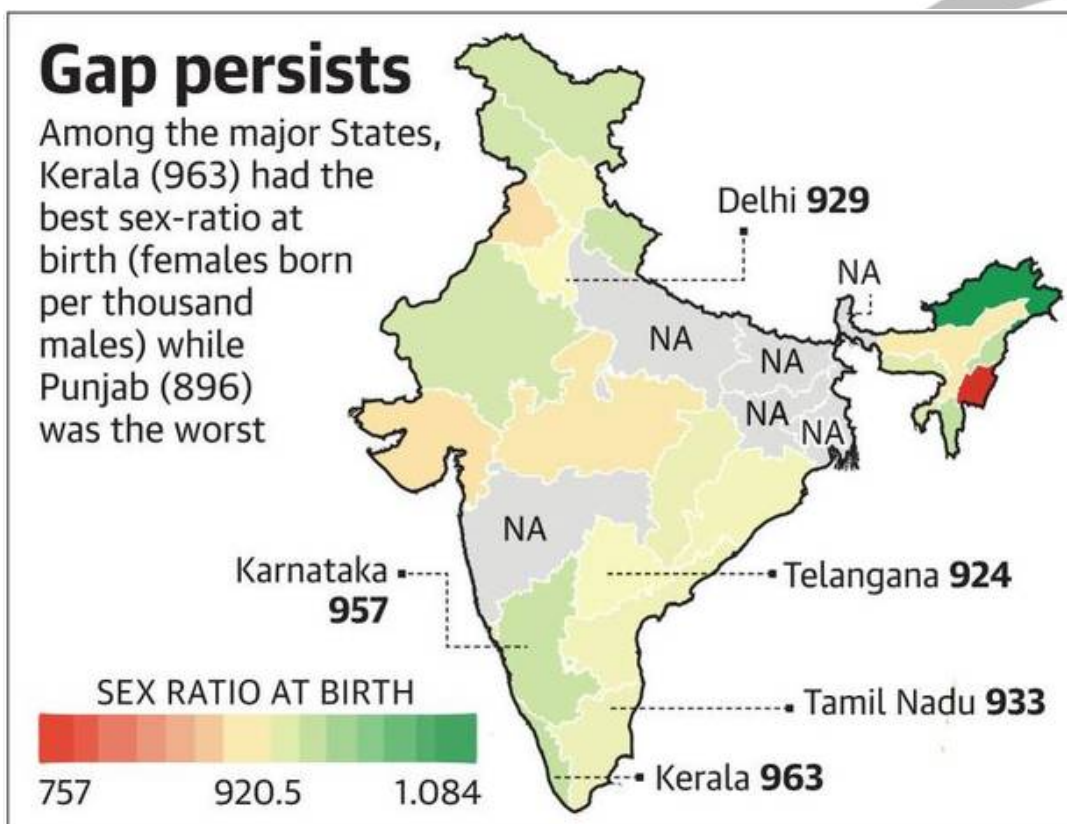 Gap persists
Among the major States,
Kerala (963) had the
best sex-ratio at
birth (females born
per thousand
males) while
Punjab (896)
was the worst
Delhi 929
NA
NA
NA
NA
NA
NA
Karnataka
957
Telangana 924
Tamil Nadu 933
Kerala 963
SEX RATIO AT BIRTH
757 920.5 1.084